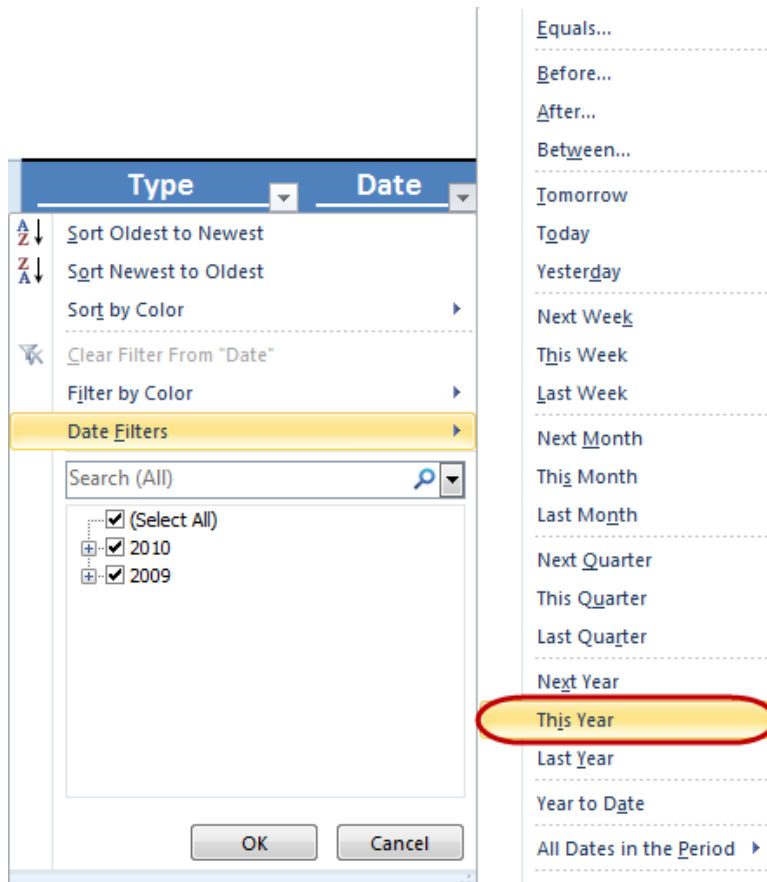 Type Date
Sort Oldest to Newest
Sort Newest to Oldest
Sort by Color
Clear Filter From "Date"
Filter by Color
Date Filters
Search (All)
(Select All)
2010
2009
OK Cancel
Equals...
Before...
After...
Between...
Tomorrow
Today
Yesterday
Next Week
This Week
Last Week
Next Month
This Month
Last Month
Next Quarter
This Quarter
Last Quarter
Next Year
This Year
Last Year
Year to Date
All Dates in the Period